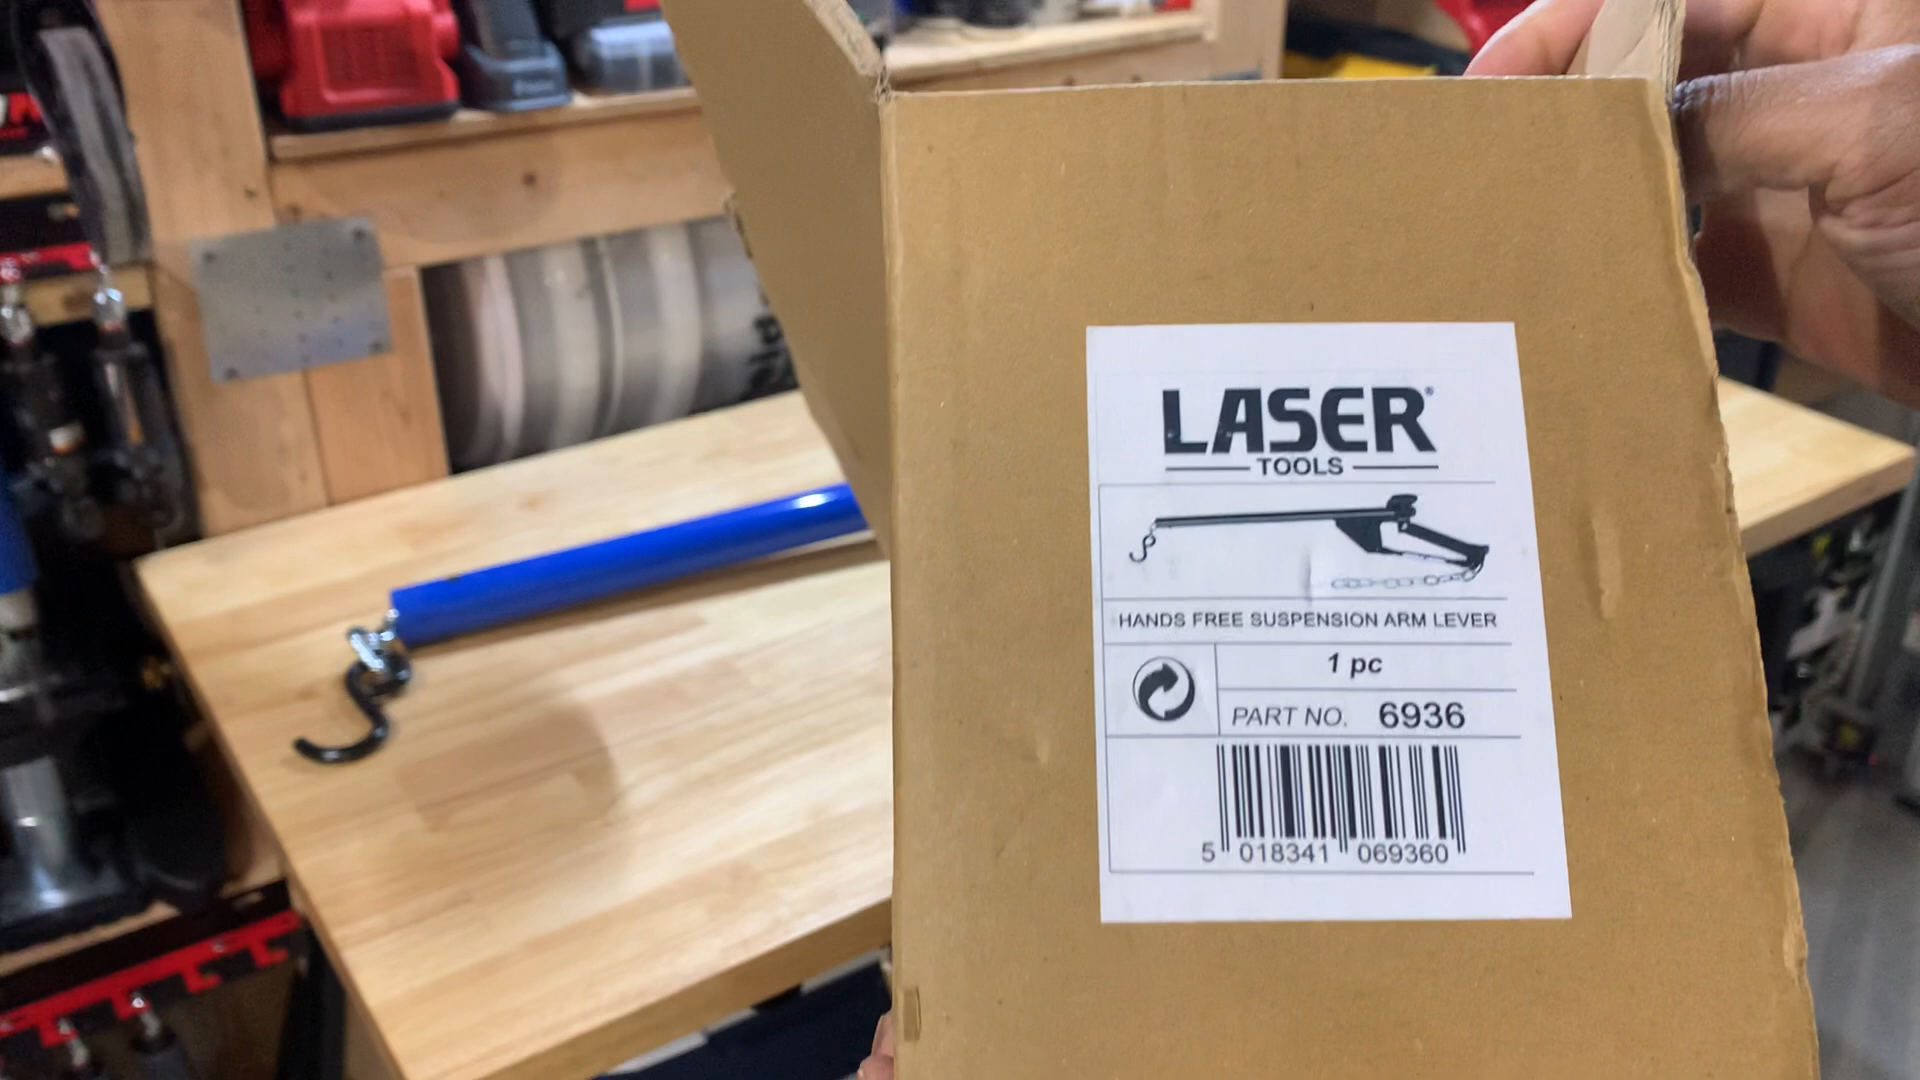 LASER®
TOOLS
HANDS FREE SUSPENSION ARM LEVER
1 pc
PART NO. 6936
5 018341 069360